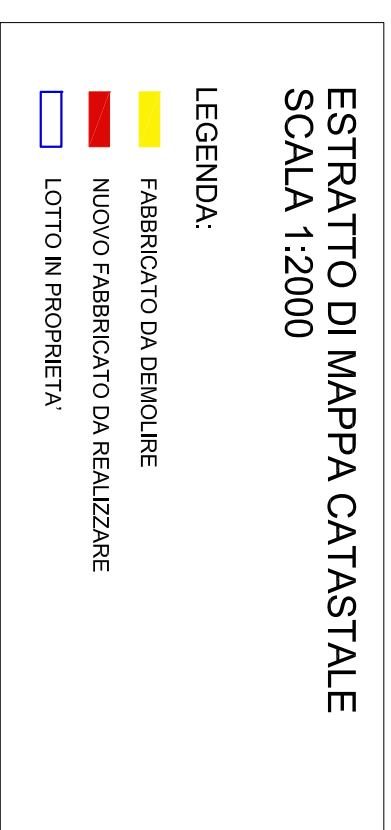 ESTRATTO DI MAPPA CATASTALE
SCALA 1:2000
LEGENDA:
FABBRICATO DA DEMOLIRE
NUOVO FABBRICATO DA REALIZZARE
LOTTO IN PROPRIETA'